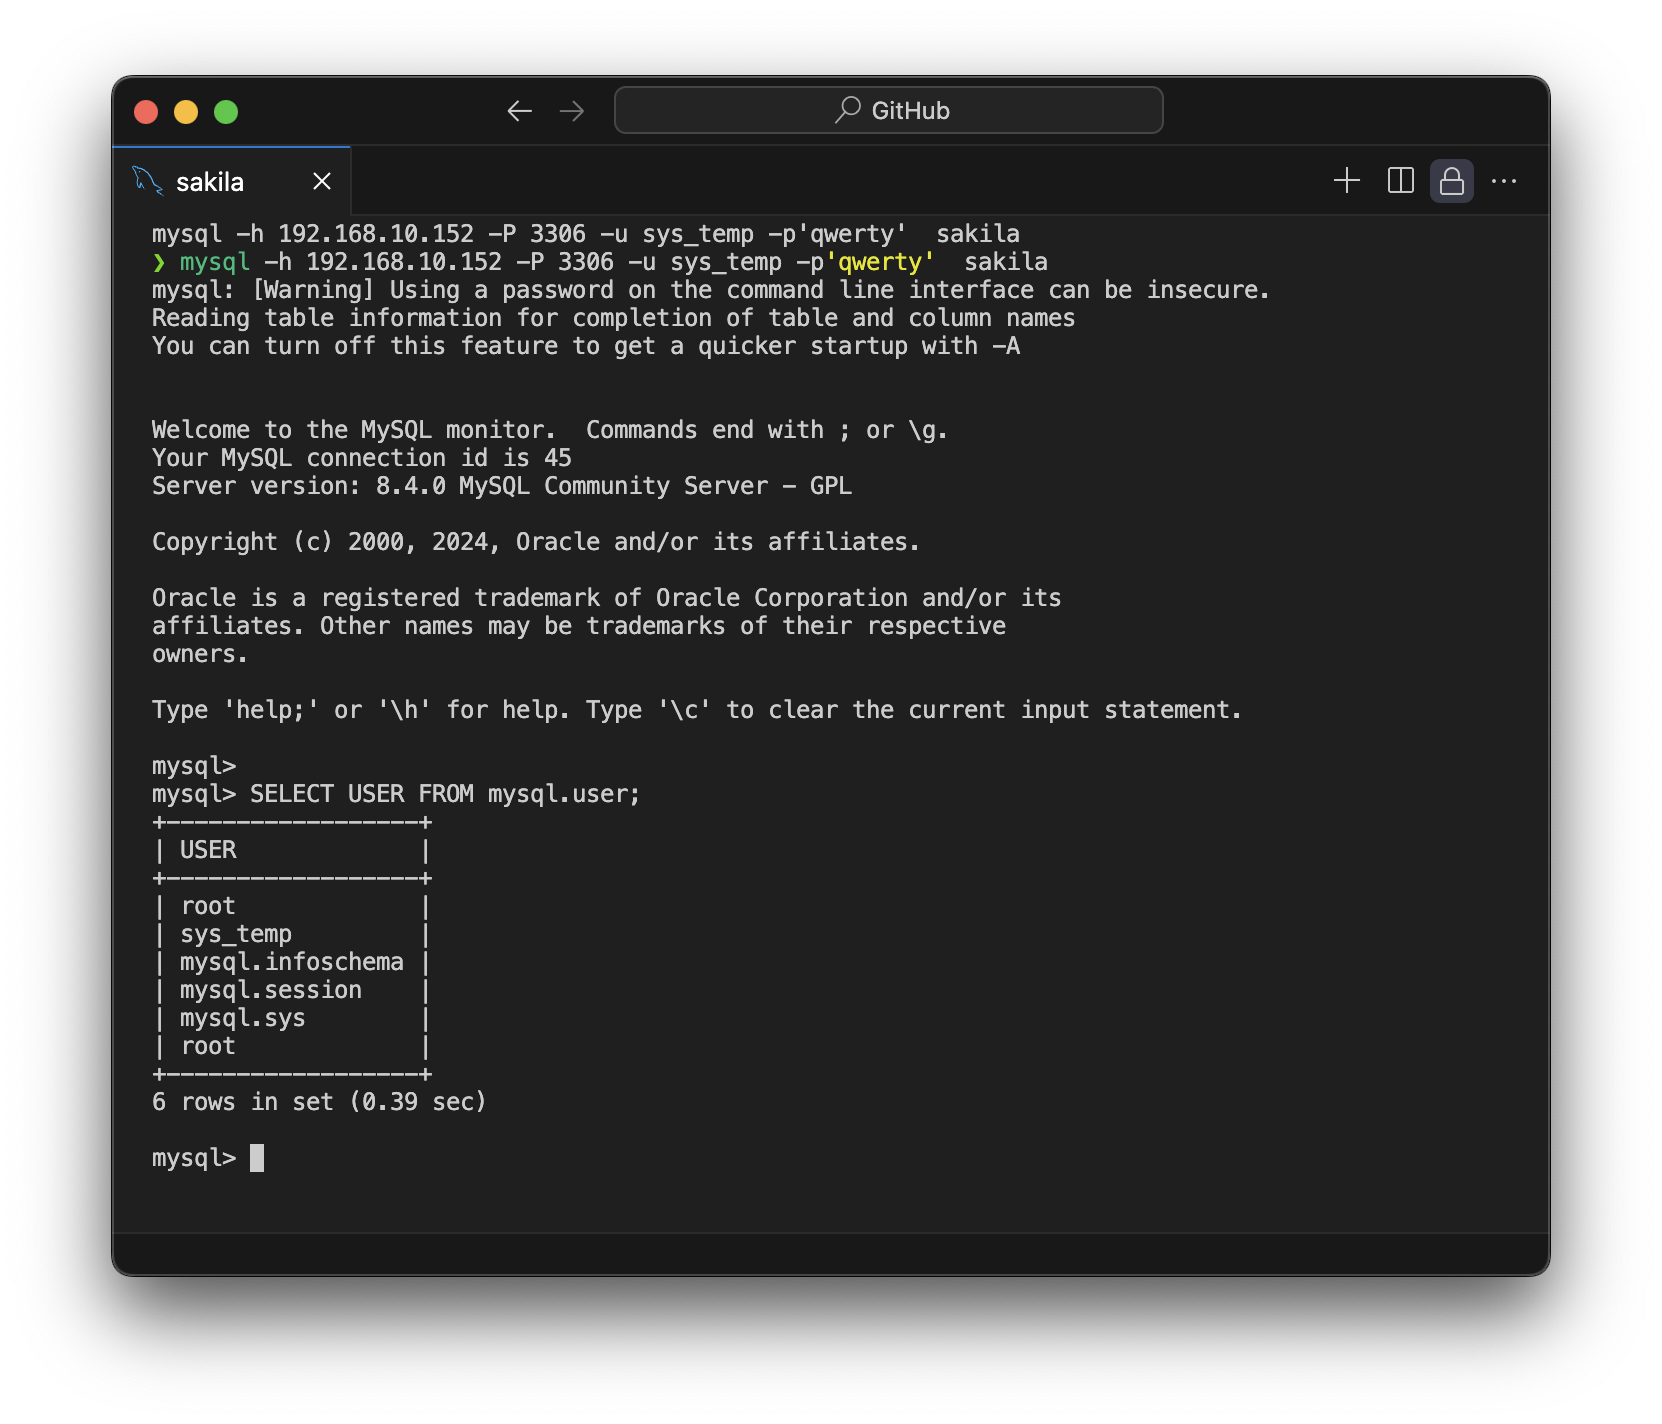 GitHub
sakila
mysql -h 192.168.10.152 -P 3306 -u sys_temp -p'qwerty'  sakila
❯ mysql -h 192.168.10.152 -P 3306 -u sys_temp -p'qwerty'  sakila
mysql: [Warning] Using a password on the command line interface can be insecure.
Reading table information for completion of table and column names
You can turn off this feature to get a quicker startup with -A
Welcome to the MySQL monitor.  Commands end with ; or \g.
Your MySQL connection id is 45
Server version: 8.4.0 MySQL Community Server - GPL
Copyright (c) 2000, 2024, Oracle and/or its affiliates.
Oracle is a registered trademark of Oracle Corporation and/or its
affiliates. Other names may be trademarks of their respective
owners.
Type 'help;' or '\h' for help. Type '\c' to clear the current input statement.
mysql>
mysql> SELECT USER FROM mysql.user;
+------------------+
| USER             |
+------------------+
| root             |
| sys_temp         |
| mysql.infoschema |
| mysql.session    |
| mysql.sys        |
| root             |
+------------------+
6 rows in set (0.39 sec)
mysql>